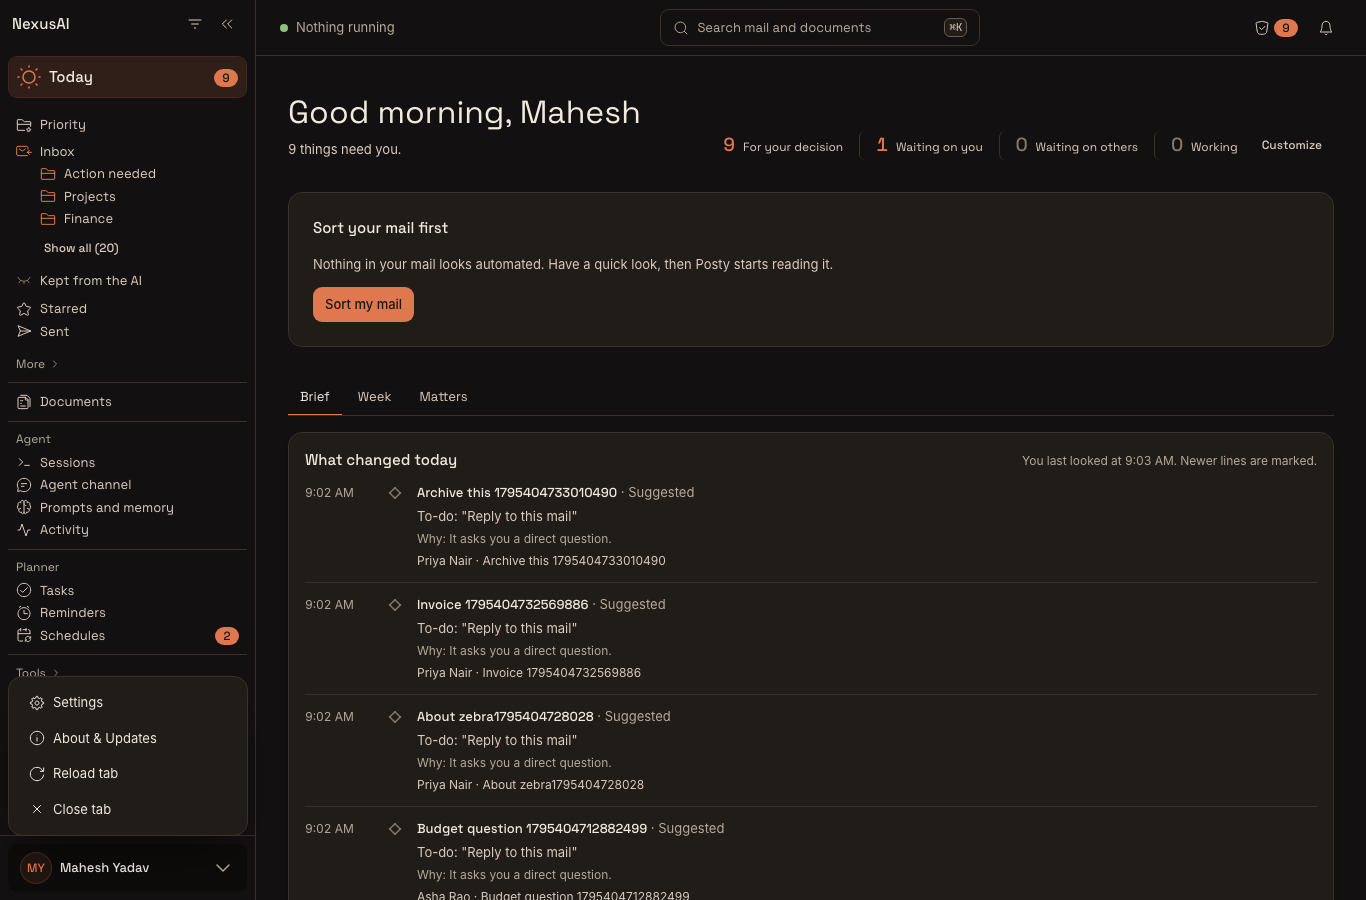 NexusAI
Today 9
Priority
Inbox
Action needed
Projects
Finance
Show all (20)
Kept from the AI
Starred
Sent
More
Documents
Agent
Sessions
Agent channel
Prompts and memory
Activity
Planner
Tasks
Reminders
Schedules 2
Tools
Settings
About & Updates
Reload tab
Close tab
MY Mahesh Yadav
Nothing running
Search mail and documents ⌘K
9
Good morning, Mahesh
9 things need you.
9 For your decision
1 Waiting on you
0 Waiting on others
0 Working
Customize
Sort your mail first
Nothing in your mail looks automated. Have a quick look, then Posty starts reading it.
Sort my mail
Brief Week Matters
What changed today
You last looked at 9:03 AM. Newer lines are marked.
9:02 AM Archive this 1795404733010490 · Suggested
To-do: "Reply to this mail"
Why: It asks you a direct question.
Priya Nair · Archive this 1795404733010490
9:02 AM Invoice 1795404732569886 · Suggested
To-do: "Reply to this mail"
Why: It asks you a direct question.
Priya Nair · Invoice 1795404732569886
9:02 AM About zebra1795404728028 · Suggested
To-do: "Reply to this mail"
Why: It asks you a direct question.
Priya Nair · About zebra1795404728028
9:02 AM Budget question 1795404712882499 · Suggested
To-do: "Reply to this mail"
Why: It asks you a direct question.
Asha Rao · Budget question 1795404712882499